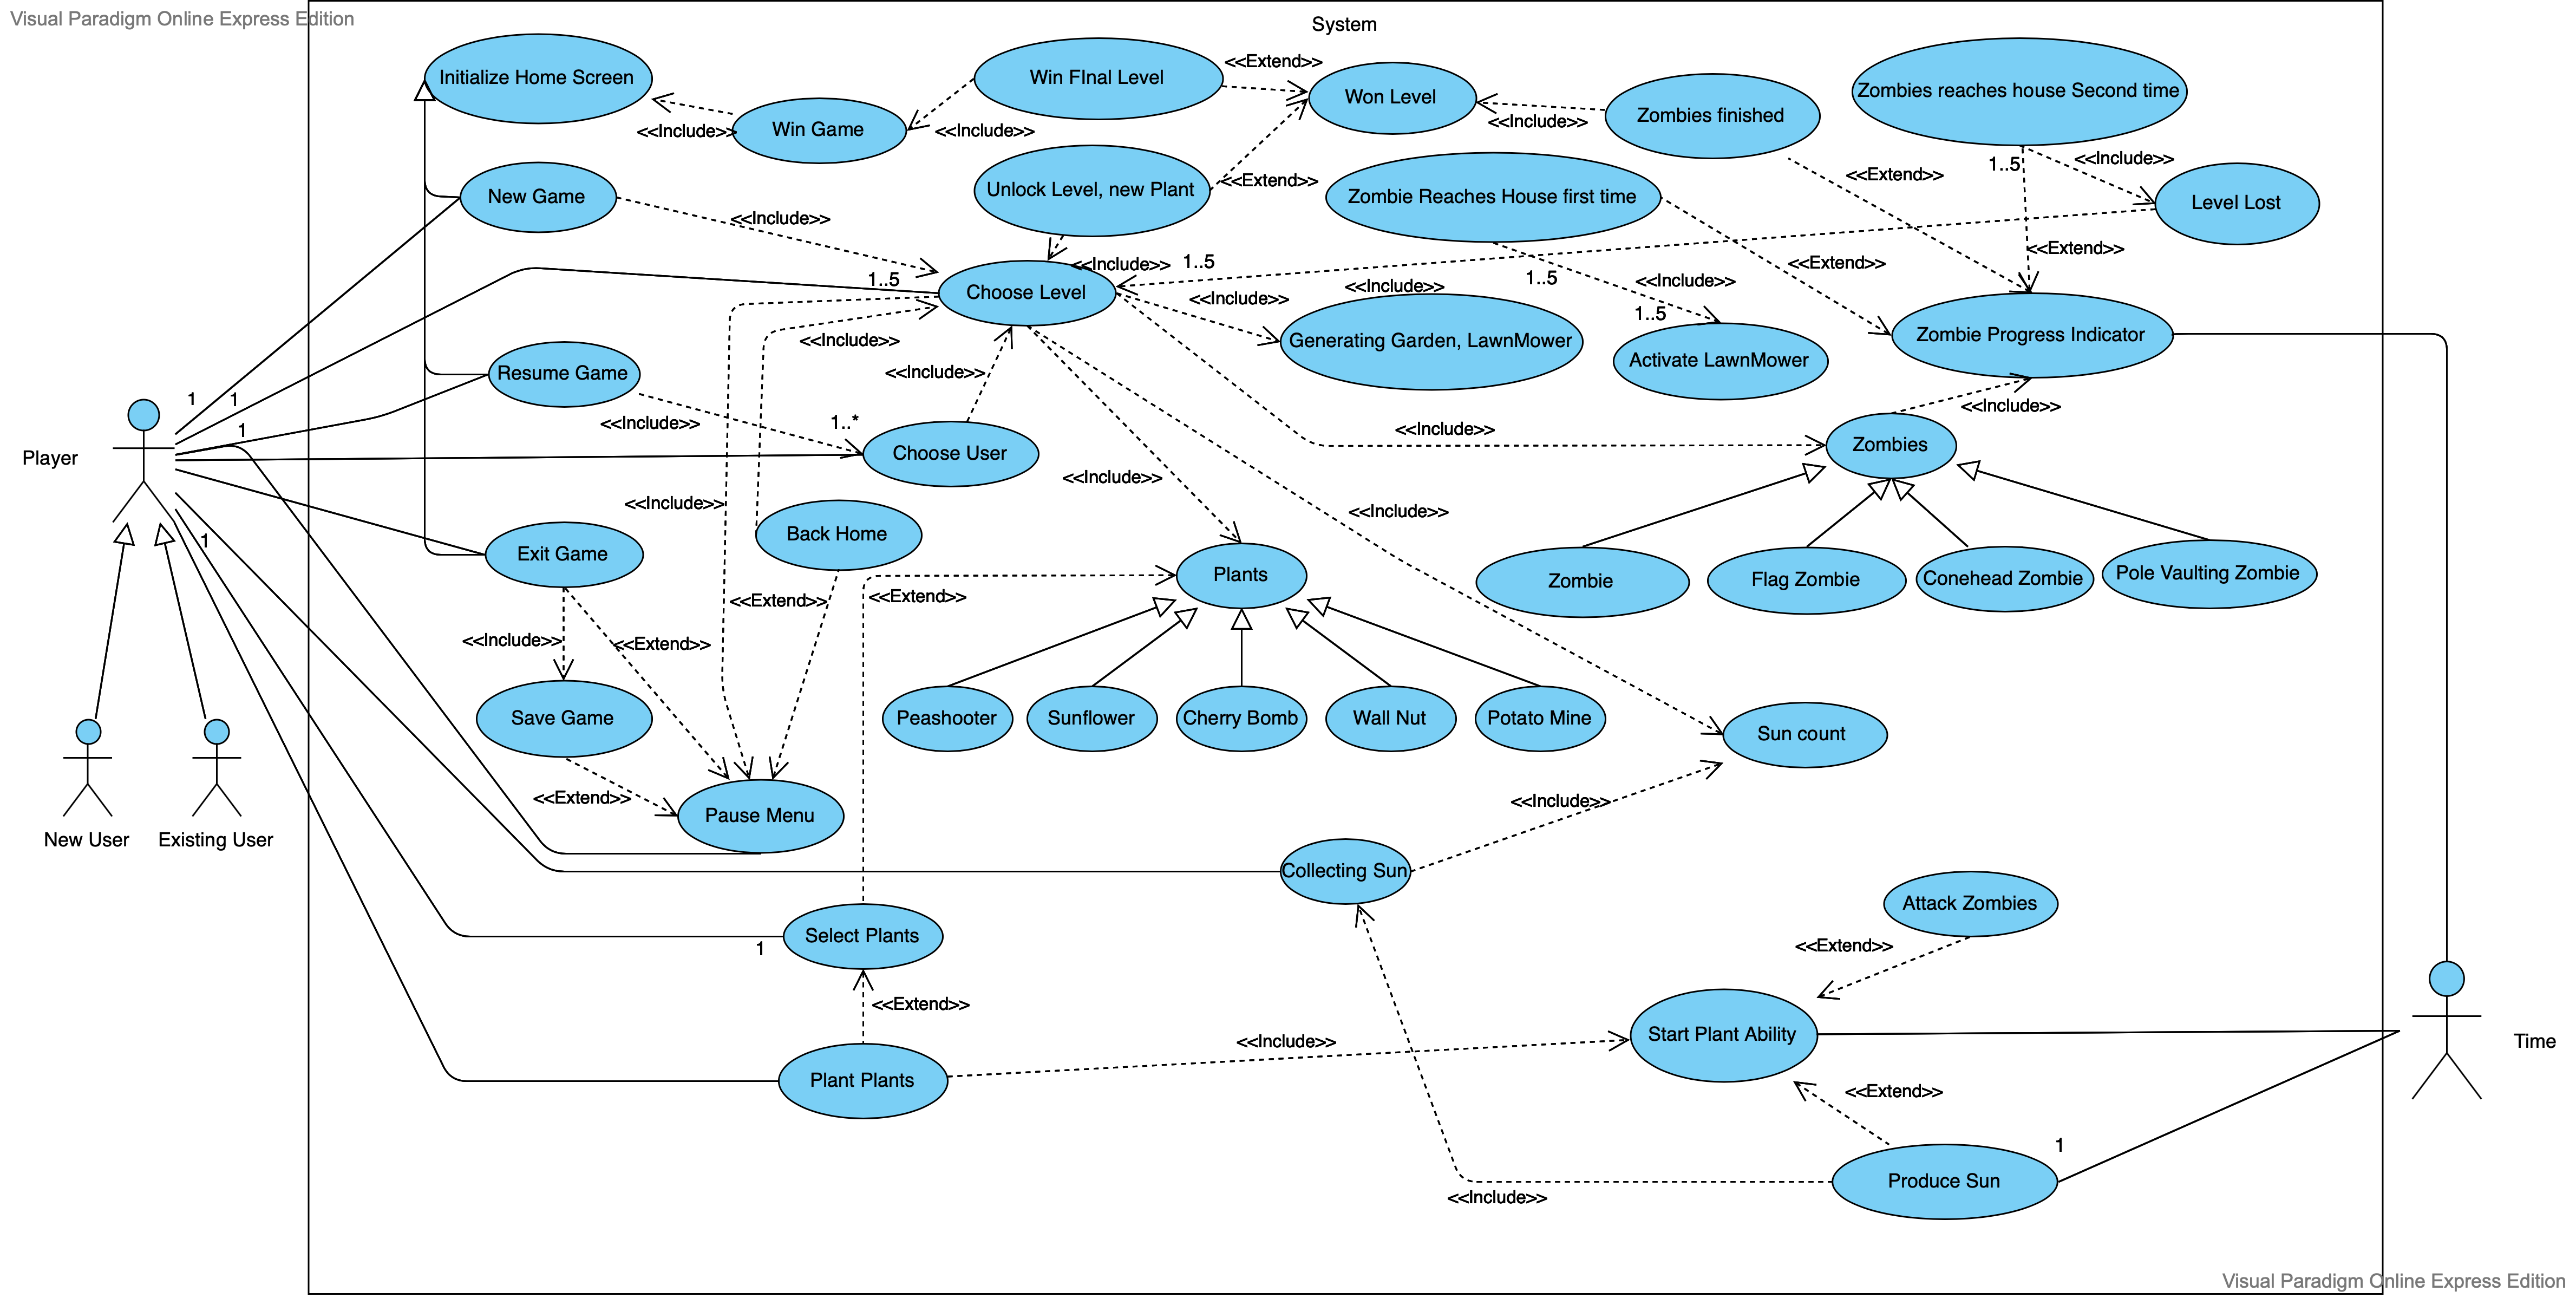 Visual Paradigm Online Express Edition
System
Initialize Home Screen
Win FInal Level
<<Extend>>
Won Level
Zombies finished
Zombies reaches house Second time
Win Game
<<Include>>
<<Include>>
<<Include>>
1..5
<<Include>>
New Game
Unlock Level, new Plant
<<Extend>>
Zombie Reaches House first time
<<Extend>>
Level Lost
<<Include>>
<<Extend>>
1..5
Choose Level
<<Include>>
1..5
<<Include>>
<<Include>>
1..5
<<Include>>
<<Extend>>
1..5
Generating Garden, LawnMower
Activate LawnMower
Zombie Progress Indicator
<<Include>>
Resume Game
<<Include>>
1
1
1
<<Include>>
1..*
<<Include>>
<<Include>>
Player
Choose User
Zombies
<<Include>>
<<Include>>
<<Include>>
1
Exit Game
Back Home
Plants
Zombie
Flag Zombie
Conehead Zombie
Pole Vaulting Zombie
<<Extend>>
<<Extend>>
<<Include>>
<<Extend>>
Save Game
Peashooter
Sunflower
Cherry Bomb
Wall Nut
Potato Mine
Sun count
<<Extend>>
Pause Menu
<<Include>>
New User
Existing User
Collecting Sun
Attack Zombies
Select Plants
1
<<Extend>>
<<Extend>>
<<Include>>
Start Plant Ability
Time
Plant Plants
<<Extend>>
1
Produce Sun
<<Include>>
Visual Paradigm Online Express Edition